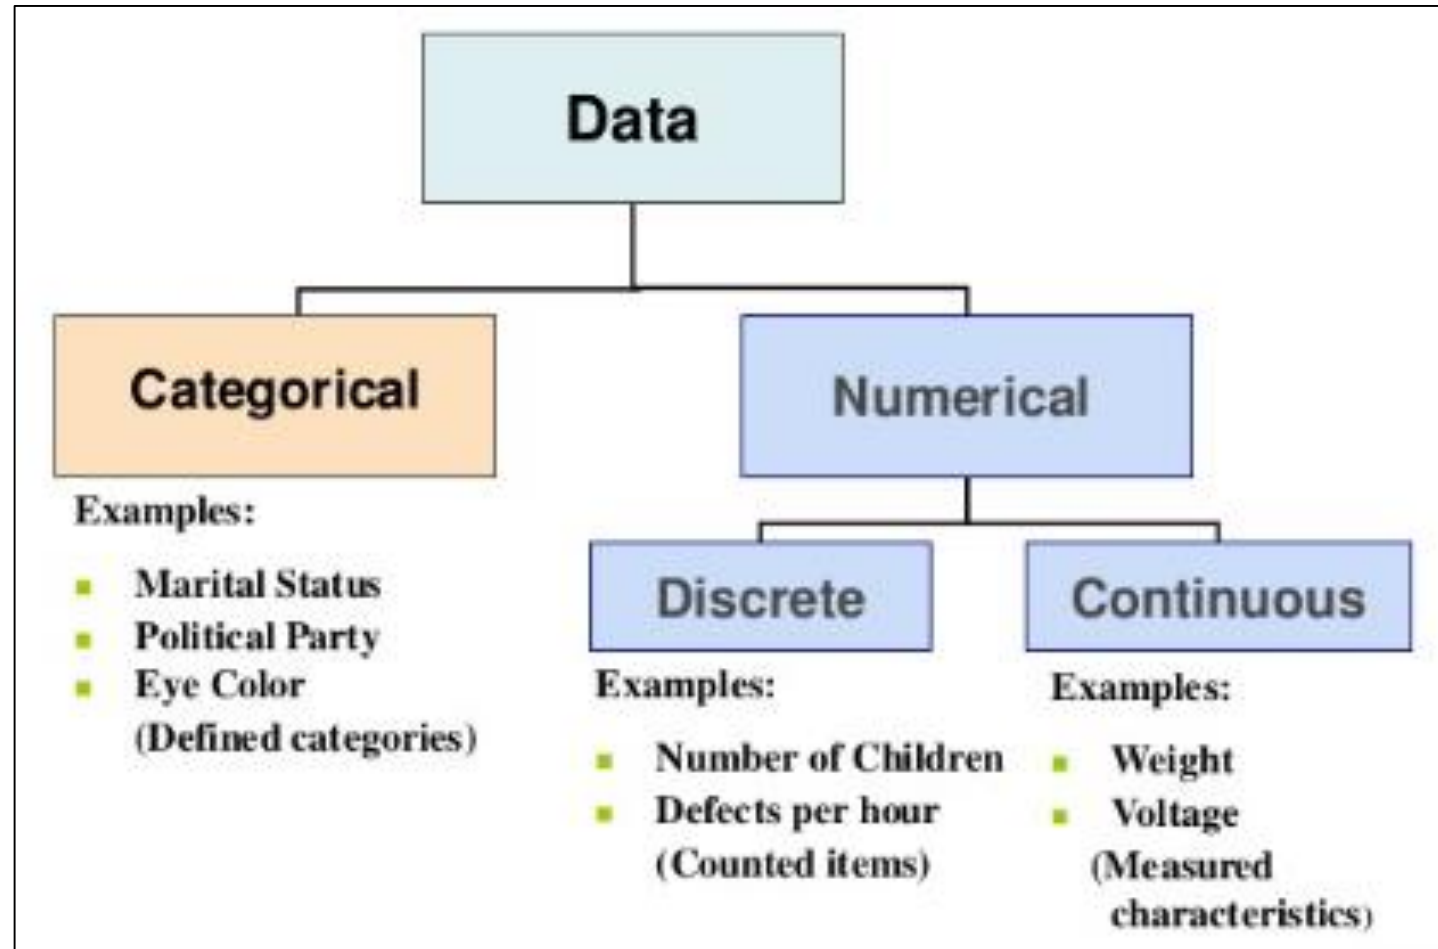 Data
Categorical
Numerical
Examples:
Marital Status
Political Party
Eye Color
(Defined categories)
Discrete
Continuous
Examples:
Number of Children
Defects per hour
(Counted items)
Examples:
Weight
Voltage
(Measured
characteristics)